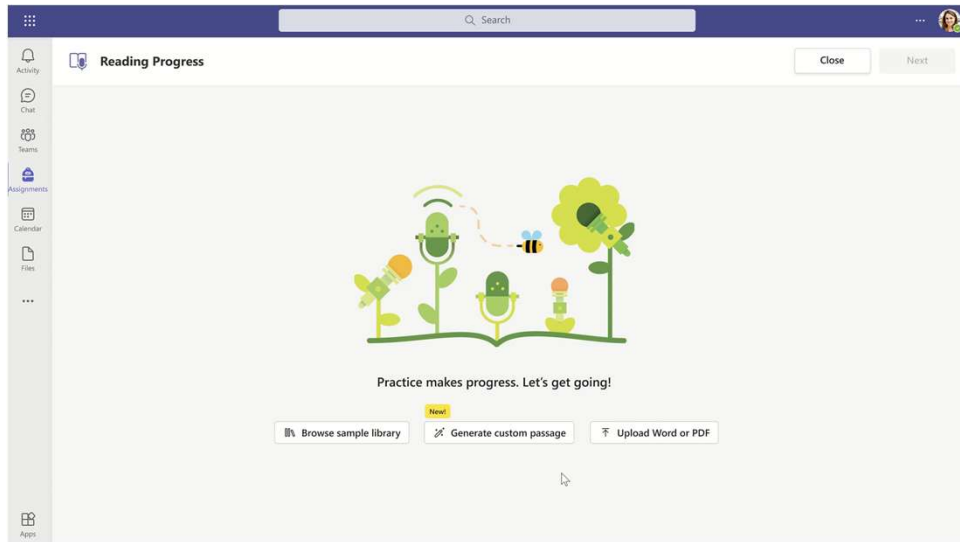 Search
...
Activity
Chat
Teams
Assignments
Calendar
Files
...
Apps
Reading Progress
Close
Next
Practice makes progress. Let's get going!
New!
Browse sample library
Generate custom passage
Upload Word or PDF